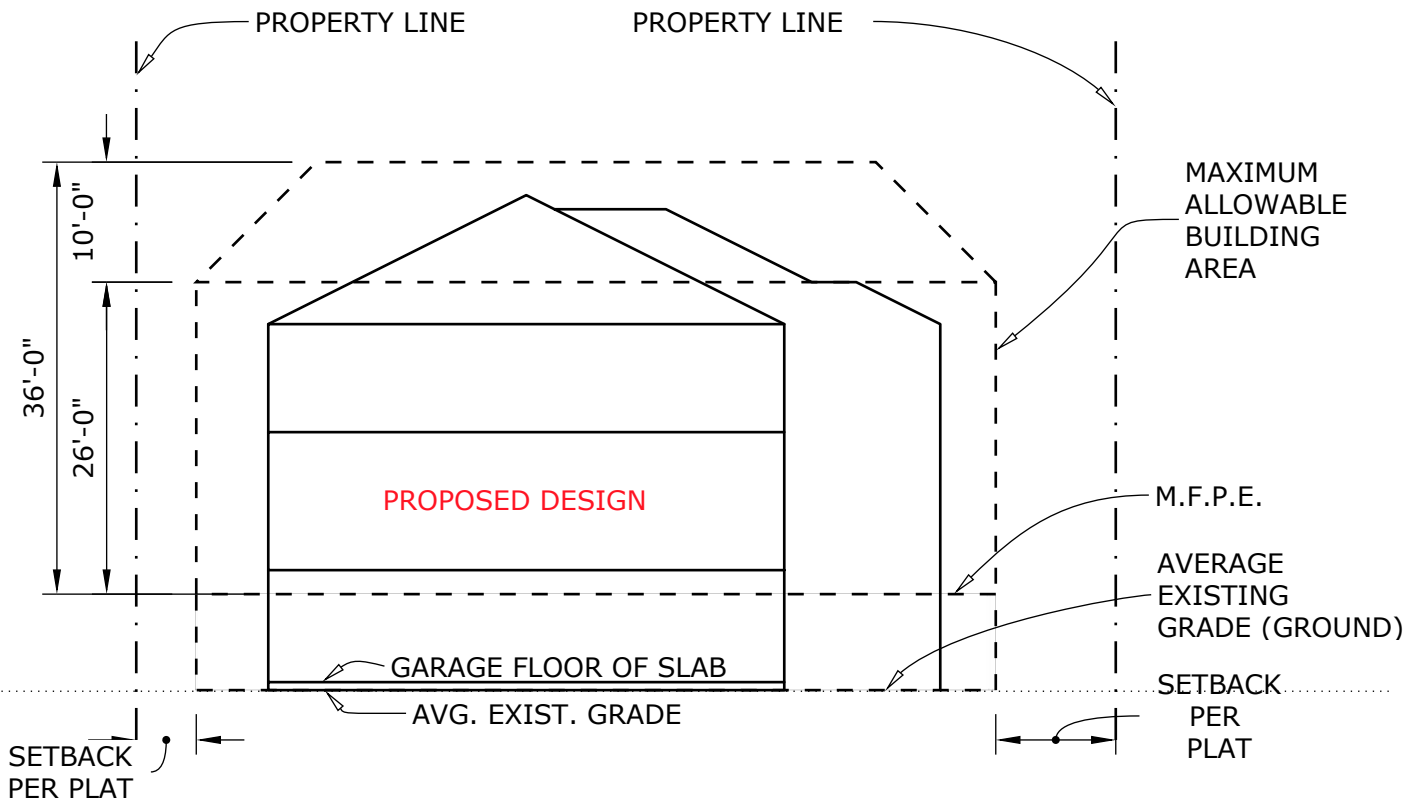 PROPERTY LINE
PROPERTY LINE
MAXIMUM
ALLOWABLE
BUILDING
AREA
10'-0"
36'-0"
26'-0"
PROPOSED DESIGN
M.F.P.E.
AVERAGE
EXISTING
GRADE (GROUND)
GARAGE FLOOR OF SLAB
AVG. EXIST. GRADE
SETBACK
PER
PLAT
SETBACK
PER PLAT